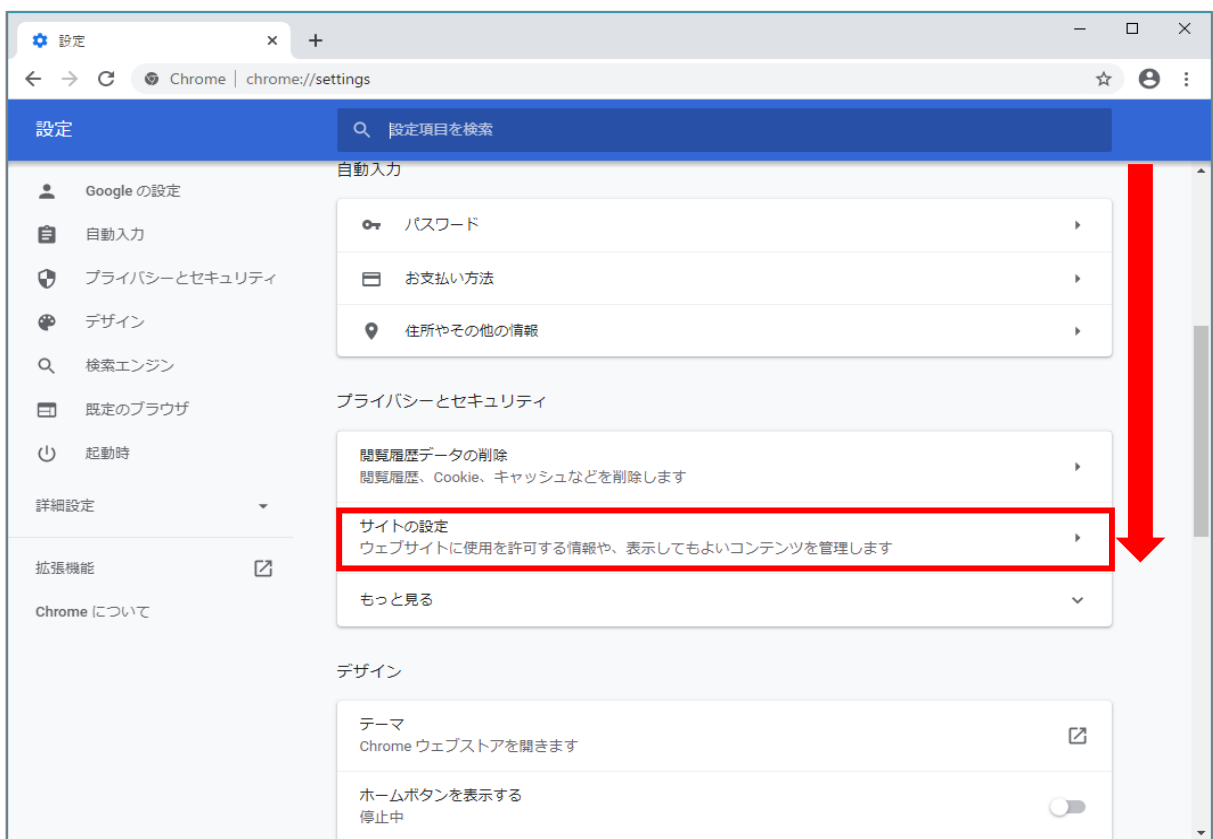 設定
Chrome | chrome://settings
設定
設定項目を検索
Google の設定
自動入力
プライバシーとセキュリティ
デザイン
検索エンジン
既定のブラウザ
起動時
詳細設定
拡張機能
Chrome について
自動入力
パスワード
お支払い方法
住所やその他の情報
プライバシーとセキュリティ
閲覧履歴データの削除
閲覧履歴、Cookie、キャッシュなどを削除します
サイトの設定
ウェブサイトに使用を許可する情報や、表示してもよいコンテンツを管理します
もっと見る
デザイン
テーマ
Chrome ウェブストアを開きます
ホームボタンを表示する
停止中